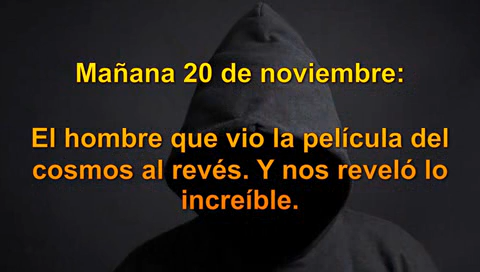 Mañana 20 de noviembre:
El hombre que vio la película del
cosmos al revés. Y nos reveló lo
increíble.